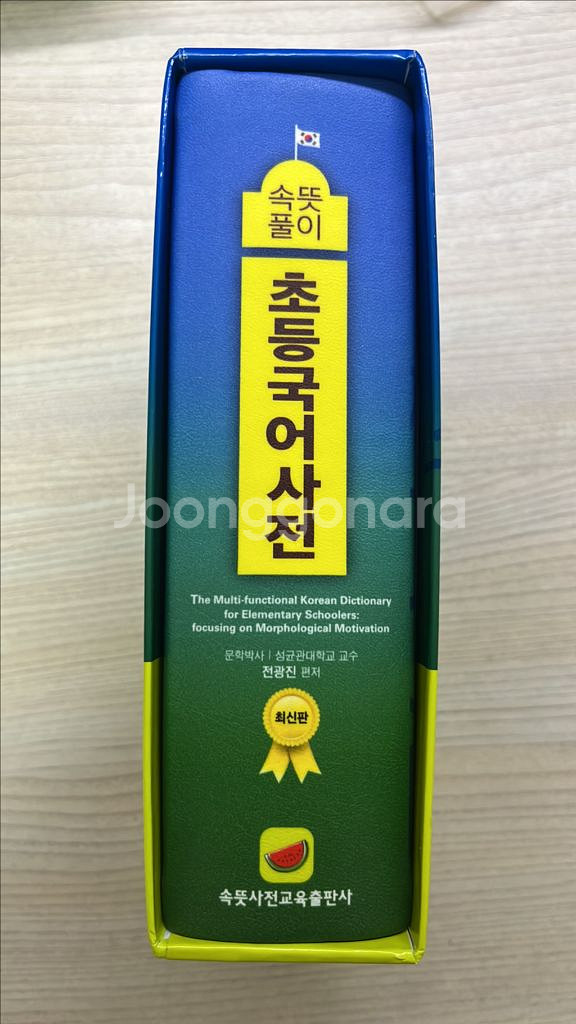 속뜻
풀이
초등국어사전
Joonggonara
The Multi-functional Korean Dictionary
for Elementary Schoolers:
focusing on Morphological Motivation
문학박사 | 성균관대학교 교수
전광진 편저
최신판
속뜻사전교육출판사